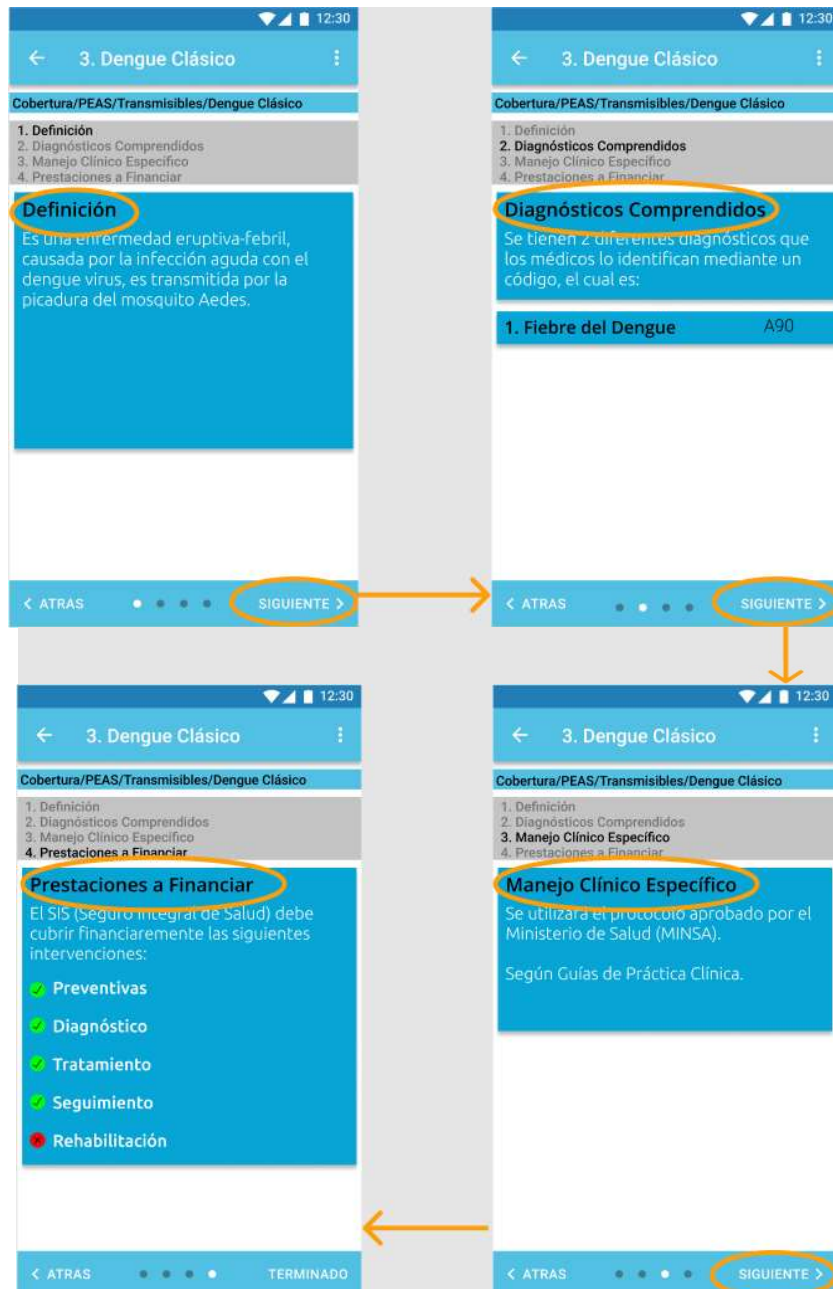 12:30
3. Dengue Clásico
Cobertura/PEAS/Transmisibles/Dengue Clásico
1. Definición
2. Diagnósticos Comprendidos
3. Manejo Clínico Específico
4. Prestaciones a Financiar
Definición
Es una enfermedad eruptiva-febril,
causada por la infección aguda con el
dengue virus, es transmitida por la
picadura del mosquito Aedes.
< ATRAS
SIGUIENTE >
12:30
3. Dengue Clásico
Cobertura/PEAS/Transmisibles/Dengue Clásico
1. Definición
2. Diagnósticos Comprendidos
3. Manejo Clínico Específico
4. Prestaciones a Financiar
Diagnósticos Comprendidos
Se tienen 2 diferentes diagnósticos que
los médicos lo identifican mediante un
código, el cual es:
1. Fiebre del Dengue A90
< ATRAS
SIGUIENTE >
12:30
3. Dengue Clásico
Cobertura/PEAS/Transmisibles/Dengue Clásico
1. Definición
2. Diagnósticos Comprendidos
3. Manejo Clínico Específico
4. Prestaciones a Financiar
Manejo Clínico Específico
Se utilizará el protocolo aprobado por el
Ministerio de Salud (MINSA).
Según Guías de Práctica Clínica.
< ATRAS
SIGUIENTE >
12:30
3. Dengue Clásico
Cobertura/PEAS/Transmisibles/Dengue Clásico
1. Definición
2. Diagnósticos Comprendidos
3. Manejo Clínico Específico
4. Prestaciones a Financiar
Prestaciones a Financiar
El SIS (Seguro Integral de Salud) debe
cubrir financiaremente las siguientes
intervenciones:
Preventivas
Diagnóstico
Tratamiento
Seguimiento
Rehabilitación
< ATRAS
TERMINADO